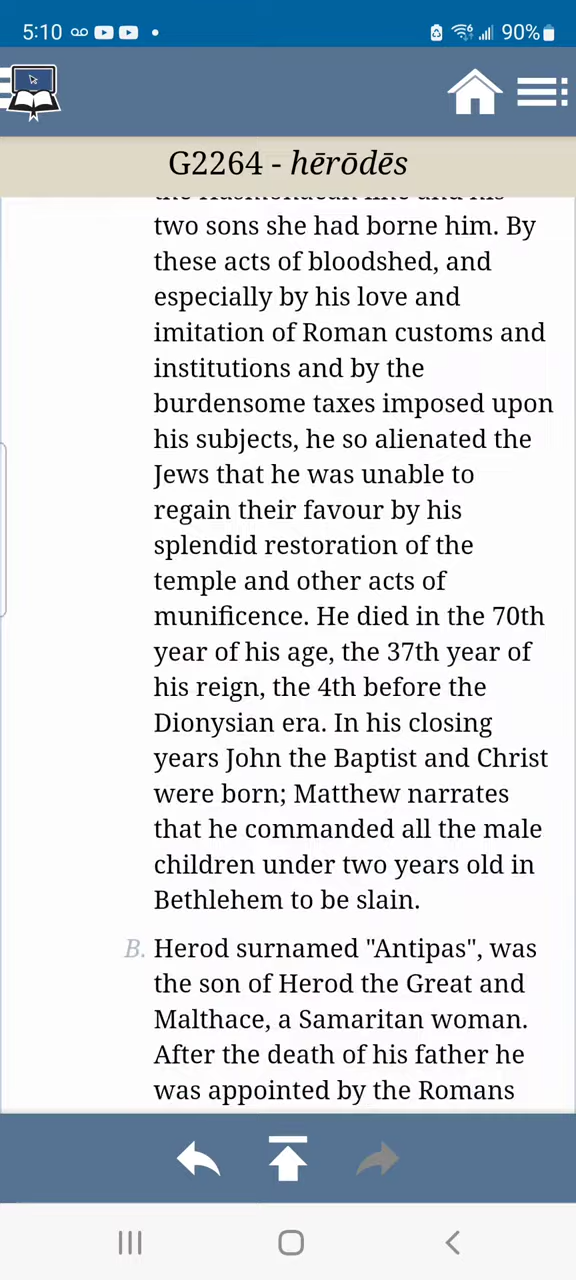 5:10
90%
G2264 - hērōdēs
two sons she had borne him. By
these acts of bloodshed, and
especially by his love and
imitation of Roman customs and
institutions and by the
burdensome taxes imposed upon
his subjects, he so alienated the
Jews that he was unable to
regain their favour by his
splendid restoration of the
temple and other acts of
munificence. He died in the 70th
year of his age, the 37th year of
his reign, the 4th before the
Dionysian era. In his closing
years John the Baptist and Christ
were born; Matthew narrates
that he commanded all the male
children under two years old in
Bethlehem to be slain.
B. Herod surnamed "Antipas", was
the son of Herod the Great and
Malthace, a Samaritan woman.
After the death of his father he
was appointed by the Romans